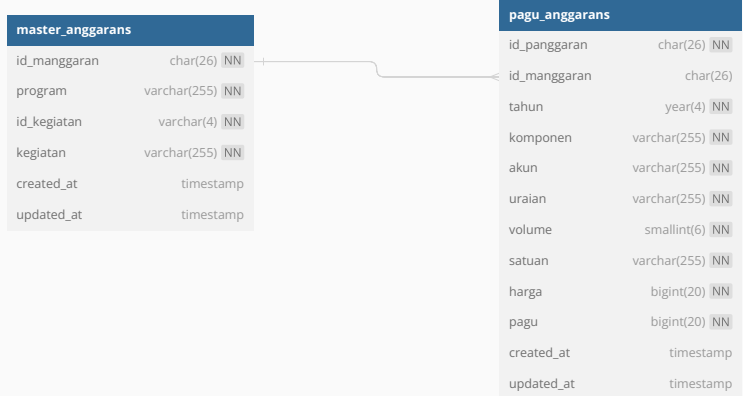 master_anggarans
id_manggaran char(26) NN
program varchar(255) NN
id_kegiatan varchar(4) NN
kegiatan varchar(255) NN
created_at timestamp
updated_at timestamp
pagu_anggarans
id_panggaran char(26) NN
id_manggaran char(26)
tahun year(4) NN
komponen varchar(255) NN
akun varchar(255) NN
uraian varchar(255) NN
volume smallint(6) NN
satuan varchar(255) NN
harga bigint(20) NN
pagu bigint(20) NN
created_at timestamp
updated_at timestamp